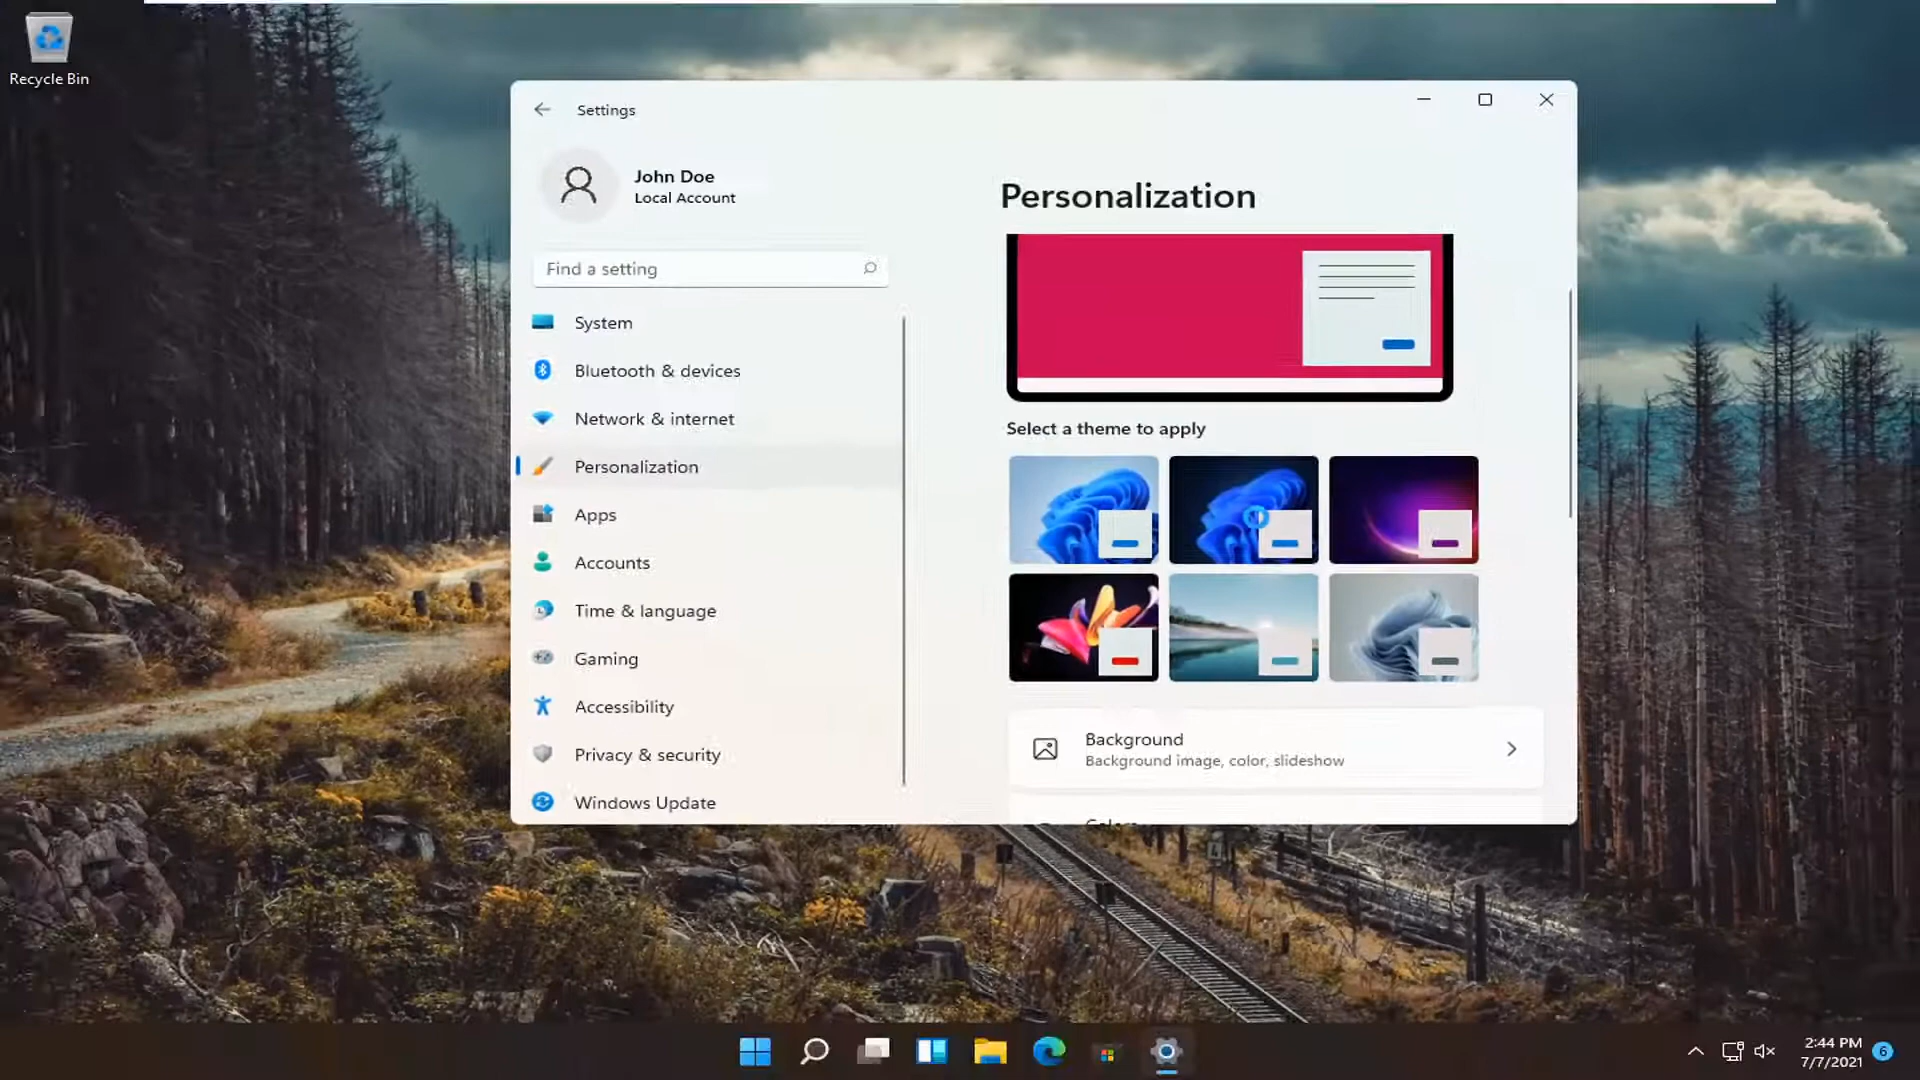 Recycle Bin
Settings
John Doe
Local Account
Find a setting
System
Bluetooth & devices
Network & internet
Personalization
Apps
Accounts
Time & language
Gaming
Accessibility
Privacy & security
Windows Update
Personalization
Select a theme to apply
Background
Background image, color, slideshow
Colors
2:44 PM
7/7/2021
6